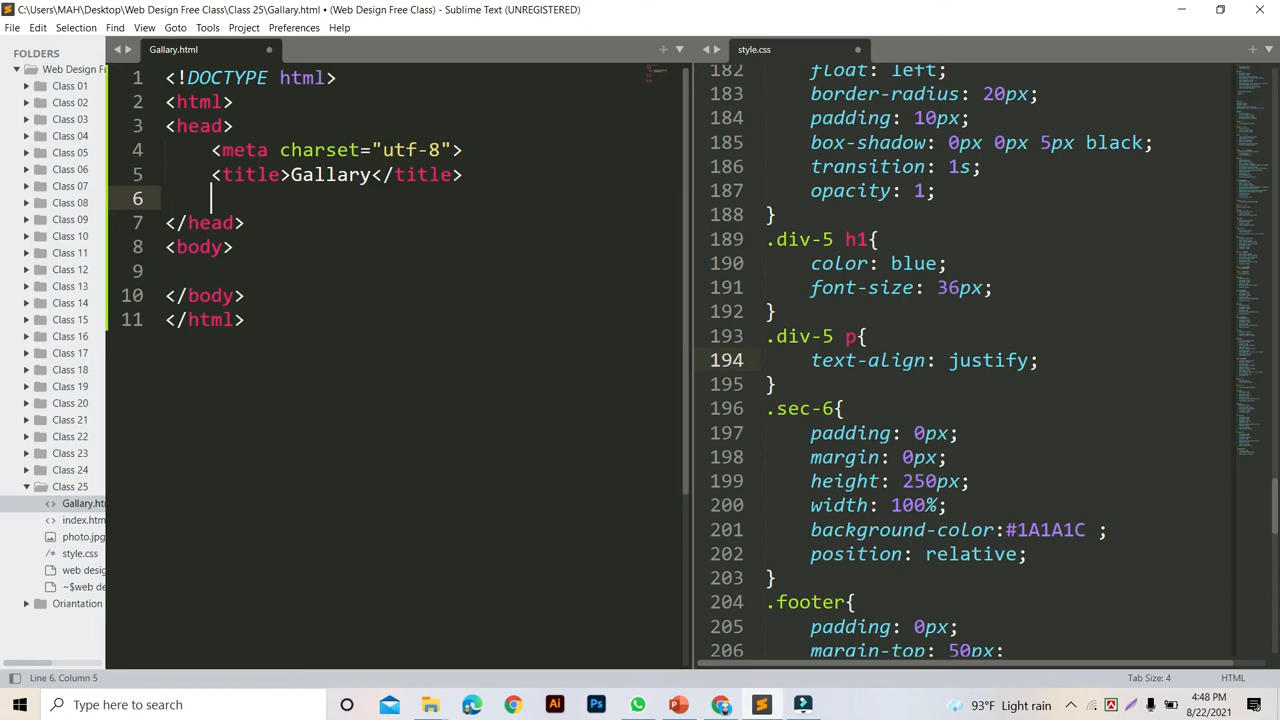 C:\Users\MAH\Desktop\Web Design Free Class\Class 25\Gallary.html • (Web Design Free Class) - Sublime Text (UNREGISTERED)
File Edit Selection Find View Goto Tools Project Preferences Help
FOLDERS
Web Design F
Class 01
Class 02
Class 03
Class 04
Class 05
Class 06
Class 07
Class 08
Class 09
Class 10
Class 11
Class 12
Class 13
Class 14
Class 15
Class 16
Class 17
Class 18
Class 19
Class 20
Class 21
Class 22
Class 23
Class 24
Class 25
Gallary.ht
index.htm
photo.jpg
style.css
web desig
~$web de
Oriantation
Gallary.html
1 <!DOCTYPE html>
2 <html>
3 <head>
4 <meta charset="utf-8">
5 <title>Gallary</title>
6
7 </head>
8 <body>
9
10 </body>
11 </html>
style.css
182 float: left;
183 border-radius: 20px;
184 padding: 10px;
185 box-shadow: 0px 0px 5px black;
186 transition: 1s;
187 opacity: 1;
188 }
189 .div-5 h1{
190 color: blue;
191 font-size: 36px;
192 }
193 .div-5 p{
194 text-align: justify;
195 }
196 .sec-6{
197 padding: 0px;
198 margin: 0px;
199 height: 250px;
200 width: 100%;
201 background-color:#1A1A1C ;
202 position: relative;
203 }
204 .footer{
205 padding: 0px;
206 margin-top: 50px;
Line 6, Column 5 Tab Size: 4 HTML
Type here to search
93°F Light rain
4:48 PM
8/22/2021